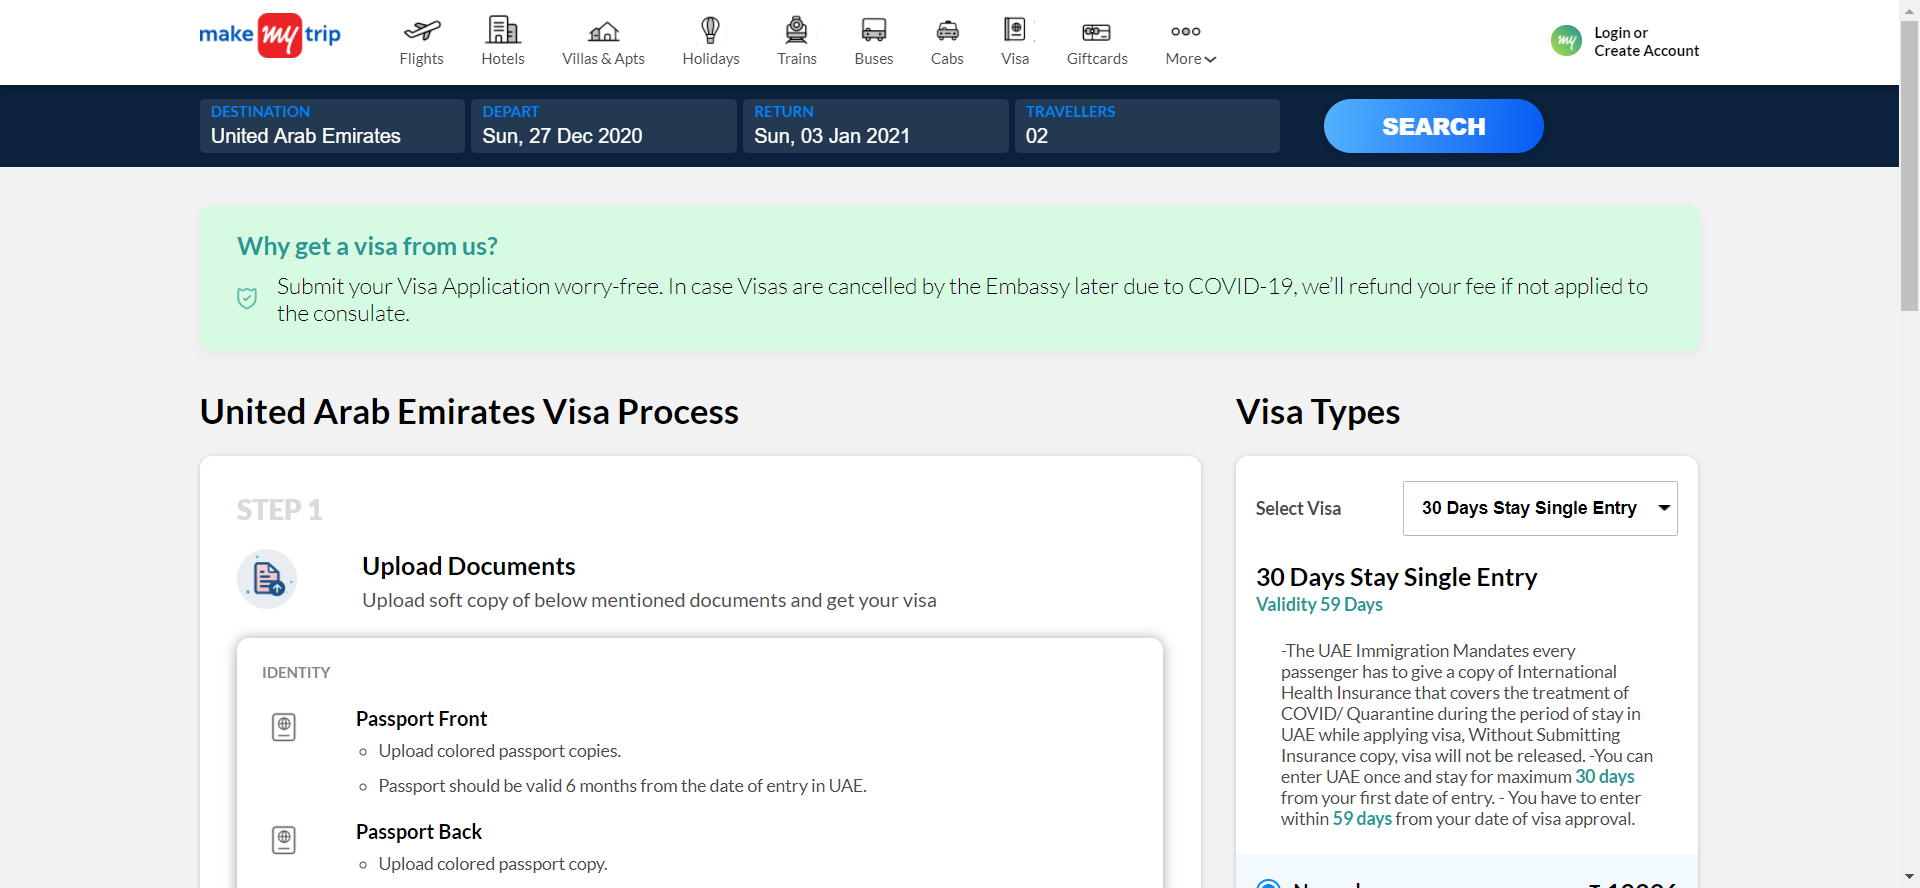 make my trip
Flights
Hotels
Villas & Apts
Holidays
Trains
Buses
Cabs
Visa
Giftcards
More
my
Login or
Create Account
DESTINATION
United Arab Emirates
DEPART
Sun, 27 Dec 2020
RETURN
Sun, 03 Jan 2021
TRAVELLERS
02
SEARCH
Why get a visa from us?
Submit your Visa Application worry-free. In case Visas are cancelled by the Embassy later due to COVID-19, we’ll refund your fee if not applied to
the consulate.
United Arab Emirates Visa Process
STEP 1
Upload Documents
Upload soft copy of below mentioned documents and get your visa
IDENTITY
Passport Front
Upload colored passport copies.
Passport should be valid 6 months from the date of entry in UAE.
Passport Back
Upload colored passport copy.
Visa Types
Select Visa
30 Days Stay Single Entry
30 Days Stay Single Entry
Validity 59 Days
-The UAE Immigration Mandates every
passenger has to give a copy of International
Health Insurance that covers the treatment of
COVID/ Quarantine during the period of stay in
UAE while applying visa, Without Submitting
Insurance copy, visa will not be released. -You can
enter UAE once and stay for maximum 30 days
from your first date of entry. - You have to enter
within 59 days from your date of visa approval.